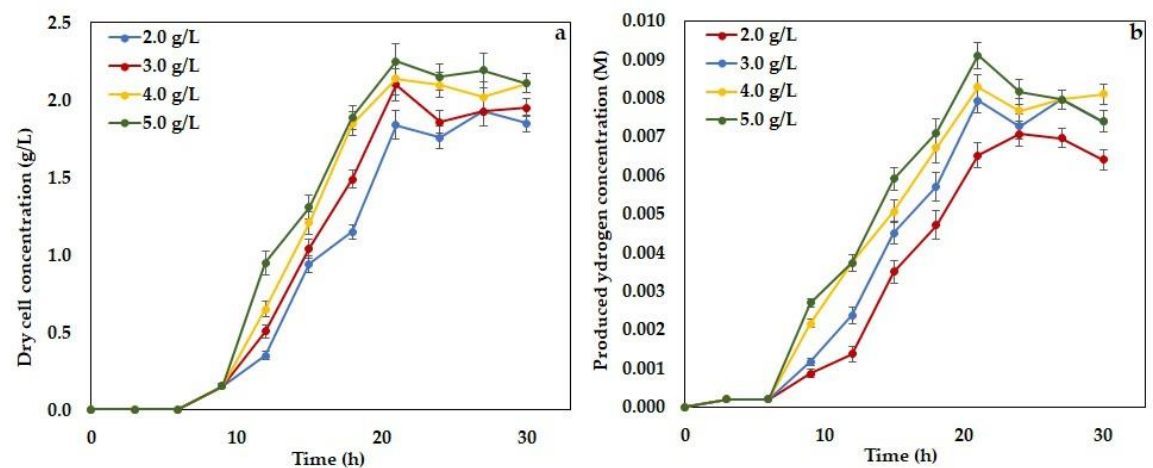 2.5
2.0
1.5
1.0
0.5
0.0
Dry cell concentration (g/L)
2.0 g/L
3.0 g/L
4.0 g/L
5.0 g/L
a
0 10 20 30
Time (h)
0.010
0.009
0.008
0.007
0.006
0.005
0.004
0.003
0.002
0.001
0.000
Produced ydrogen concentration (M)
2.0 g/L
3.0 g/L
4.0 g/L
5.0 g/L
b
0 10 20 30
Time (h)